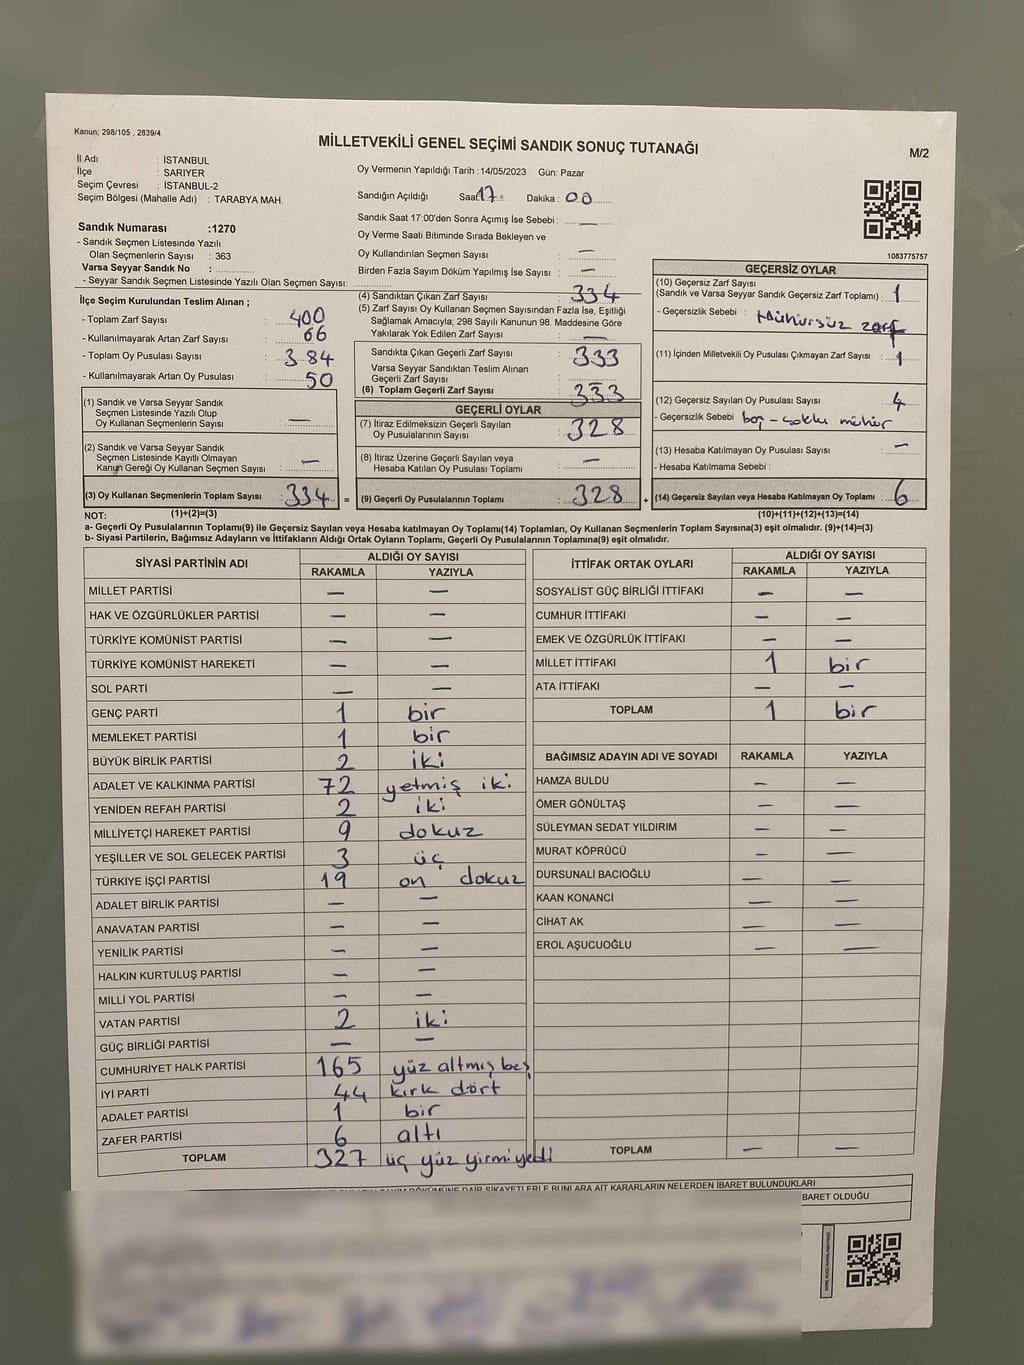 Kanun; 298/105 , 2839/4
MİLLETVEKİLİ GENEL SEÇİMİ SANDIK SONUÇ TUTANAĞI
M/2
İl Adı : İSTANBUL
İlçe : SARIYER
Seçim Çevresi : İSTANBUL-2
Seçim Bölgesi (Mahalle Adı) : TARABYA MAH.
Oy Vermenin Yapıldığı Tarih :14/05/2023 Gün: Pazar
Sandığın Açıldığı Saat 17 Dakika : 00
Sandık Saat 17:00'den Sonra Açımış İse Sebebi : —
Oy Verme Saati Bitiminde Sırada Bekleyen ve
Oy Kullandırılan Seçmen Sayısı : —
Birden Fazla Sayım Döküm Yapılmış İse Sayısı : —
1083775757
Sandık Numarası :1270
- Sandık Seçmen Listesinde Yazılı
Olan Seçmenlerin Sayısı : 363
Varsa Seyyar Sandık No :
- Seyyar Sandık Seçmen Listesinde Yazılı Olan Seçmen Sayısı:
İlçe Seçim Kurulundan Teslim Alınan ;
- Toplam Zarf Sayısı : 400
- Kullanılmayarak Artan Zarf Sayısı : 66
- Toplam Oy Pusulası Sayısı : 384
- Kullanılmayarak Artan Oy Pusulası : 50
(1) Sandık ve Varsa Seyyar Sandık
Seçmen Listesinde Yazılı Olup
Oy Kullanan Seçmenlerin Sayısı : —
(2) Sandık ve Varsa Seyyar Sandık
Seçmen Listesinde Kayıtlı Olmayan
Kanun Gereği Oy Kullanan Seçmen Sayısı : —
(3) Oy Kullanan Seçmenlerin Toplam Sayısı : 334 =
(4) Sandıktan Çıkan Zarf Sayısı : 334
(5) Zarf Sayısı Oy Kullanan Seçmen Sayısından Fazla İse, Eşitliği
Sağlamak Amacıyla; 298 Sayılı Kanunun 98. Maddesine Göre
Yakılarak Yok Edilen Zarf Sayısı : —
Sandıkta Çıkan Geçerli Zarf Sayısı : 333
Varsa Seyyar Sandıktan Teslim Alınan
Geçerli Zarf Sayısı :
(6) Toplam Geçerli Zarf Sayısı : 333
GEÇERLİ OYLAR
(7) İtiraz Edilmeksizin Geçerli Sayılan
Oy Pusulalarının Sayısı : 328
(8) İtiraz Üzerine Geçerli Sayılan veya
Hesaba Katılan Oy Pusulası Toplamı : —
(9) Geçerli Oy Pusulalarının Toplamı : 328 +
GEÇERSİZ OYLAR
(10) Geçersiz Zarf Sayısı
(Sandık ve Varsa Seyyar Sandık Geçersiz Zarf Toplamı) : 1
- Geçersizlik Sebebi : Mühürsüz zarf
(11) İçinden Milletvekili Oy Pusulası Çıkmayan Zarf Sayısı : 1
(12) Geçersiz Sayılan Oy Pusulası Sayısı : 4
- Geçersizlik Sebebi boş - çoklu mühür
(13) Hesaba Katılmayan Oy Pusulası Sayısı : —
- Hesaba Katılmama Sebebi :
(14) Geçersiz Sayılan veya Hesaba Katılmayan Oy Toplamı : 6
NOT: (1)+(2)=(3) (10)+(11)+(12)+(13)=(14)
a- Geçerli Oy Pusulalarının Toplamı(9) ile Geçersiz Sayılan veya Hesaba katılmayan Oy Toplamı(14) Toplamları, Oy Kullanan Seçmenlerin Toplam Sayısına(3) eşit olmalıdır. (9)+(14)=(3)
b- Siyasi Partilerin, Bağımsız Adayların ve İttifakların Aldığı Ortak Oyların Toplamı, Geçerli Oy Pusulalarının Toplamına(9) eşit olmalıdır.
SİYASİ PARTİNİN ADI ALDIĞI OY SAYISI
RAKAMLA YAZIYLA
MİLLET PARTİSİ — —
HAK VE ÖZGÜRLÜKLER PARTİSİ — —
TÜRKİYE KOMÜNİST PARTİSİ — —
TÜRKİYE KOMÜNİST HAREKETİ — —
SOL PARTİ — —
GENÇ PARTİ 1 bir
MEMLEKET PARTİSİ 1 bir
BÜYÜK BİRLİK PARTİSİ 2 iki
ADALET VE KALKINMA PARTİSİ 72 yetmiş iki
YENİDEN REFAH PARTİSİ 2 iki
MİLLİYETÇİ HAREKET PARTİSİ 9 dokuz
YEŞİLLER VE SOL GELECEK PARTİSİ 3 üç
TÜRKİYE İŞÇİ PARTİSİ 19 on dokuz
ADALET BİRLİK PARTİSİ — —
ANAVATAN PARTİSİ — —
YENİLİK PARTİSİ — —
HALKIN KURTULUŞ PARTİSİ — —
MİLLİ YOL PARTİSİ — —
VATAN PARTİSİ 2 iki
GÜÇ BİRLİĞİ PARTİSİ — —
CUMHURİYET HALK PARTİSİ 165 yüz altmış beş
İYİ PARTİ 44 kırk dört
ADALET PARTİSİ 1 bir
ZAFER PARTİSİ 6 altı
TOPLAM 327 üç yüz yirmi yedi
İTTİFAK ORTAK OYLARI ALDIĞI OY SAYISI
RAKAMLA YAZIYLA
SOSYALİST GÜÇ BİRLİĞİ İTTİFAKI — —
CUMHUR İTTİFAKI — —
EMEK VE ÖZGÜRLÜK İTTİFAKI — —
MİLLET İTTİFAKI 1 bir
ATA İTTİFAKI — —
TOPLAM 1 bir
BAĞIMSIZ ADAYIN ADI VE SOYADI RAKAMLA YAZIYLA
HAMZA BULDU — —
ÖMER GÖNÜLTAŞ — —
SÜLEYMAN SEDAT YILDIRIM — —
MURAT KÖPRÜCÜ — —
DURSUNALİ BACIOĞLU — —
KAAN KONANCİ — —
CİHAT AK — —
EROL AŞUCUOĞLU — —
TOPLAM — —
DAİR ŞİKAYETLERLE BUNLARA AİT KARARLARIN NELERDEN İBARET BULUNDUKLARI
BARET OLDUĞU